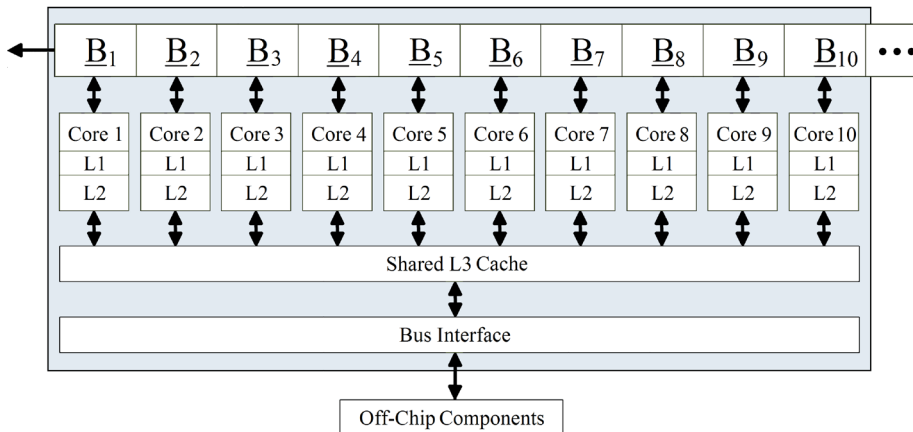 B1 B2 B3 B4 B5 B6 B7 B8 B9 B10 •••
Core 1 Core 2 Core 3 Core 4 Core 5 Core 6 Core 7 Core 8 Core 9 Core 10
L1 L1 L1 L1 L1 L1 L1 L1 L1 L1
L2 L2 L2 L2 L2 L2 L2 L2 L2 L2
Shared L3 Cache
Bus Interface
Off-Chip Components